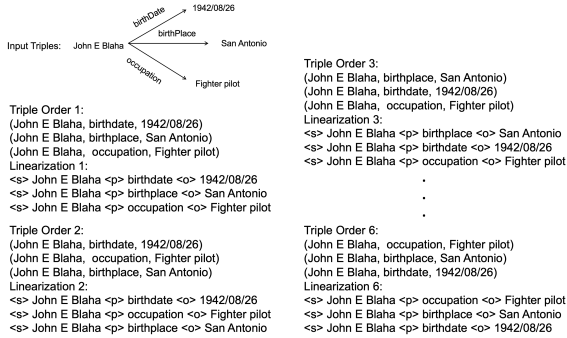 birthDate
1942/08/26
birthPlace
Input Triples: John E Blaha
San Antonio
occupation
Fighter pilot
Triple Order 1:
(John E Blaha, birthdate, 1942/08/26)
(John E Blaha, birthplace, San Antonio)
(John E Blaha, occupation, Fighter pilot)
Linearization 1:
<s> John E Blaha <p> birthdate <o> 1942/08/26
<s> John E Blaha <p> birthplace <o> San Antonio
<s> John E Blaha <p> occupation <o> Fighter pilot
Triple Order 2:
(John E Blaha, birthdate, 1942/08/26)
(John E Blaha, occupation, Fighter pilot)
(John E Blaha, birthplace, San Antonio)
Linearization 2:
<s> John E Blaha <p> birthdate <o> 1942/08/26
<s> John E Blaha <p> occupation <o> Fighter pilot
<s> John E Blaha <p> birthplace <o> San Antonio
Triple Order 3:
(John E Blaha, birthplace, San Antonio)
(John E Blaha, birthdate, 1942/08/26)
(John E Blaha, occupation, Fighter pilot)
Linearization 3:
<s> John E Blaha <p> birthplace <o> San Antonio
<s> John E Blaha <p> birthdate <o> 1942/08/26
<s> John E Blaha <p> occupation <o> Fighter pilot
.
.
.
Triple Order 6:
(John E Blaha, occupation, Fighter pilot)
(John E Blaha, birthplace, San Antonio)
(John E Blaha, birthdate, 1942/08/26)
Linearization 6:
<s> John E Blaha <p> occupation <o> Fighter pilot
<s> John E Blaha <p> birthplace <o> San Antonio
<s> John E Blaha <p> birthdate <o> 1942/08/26